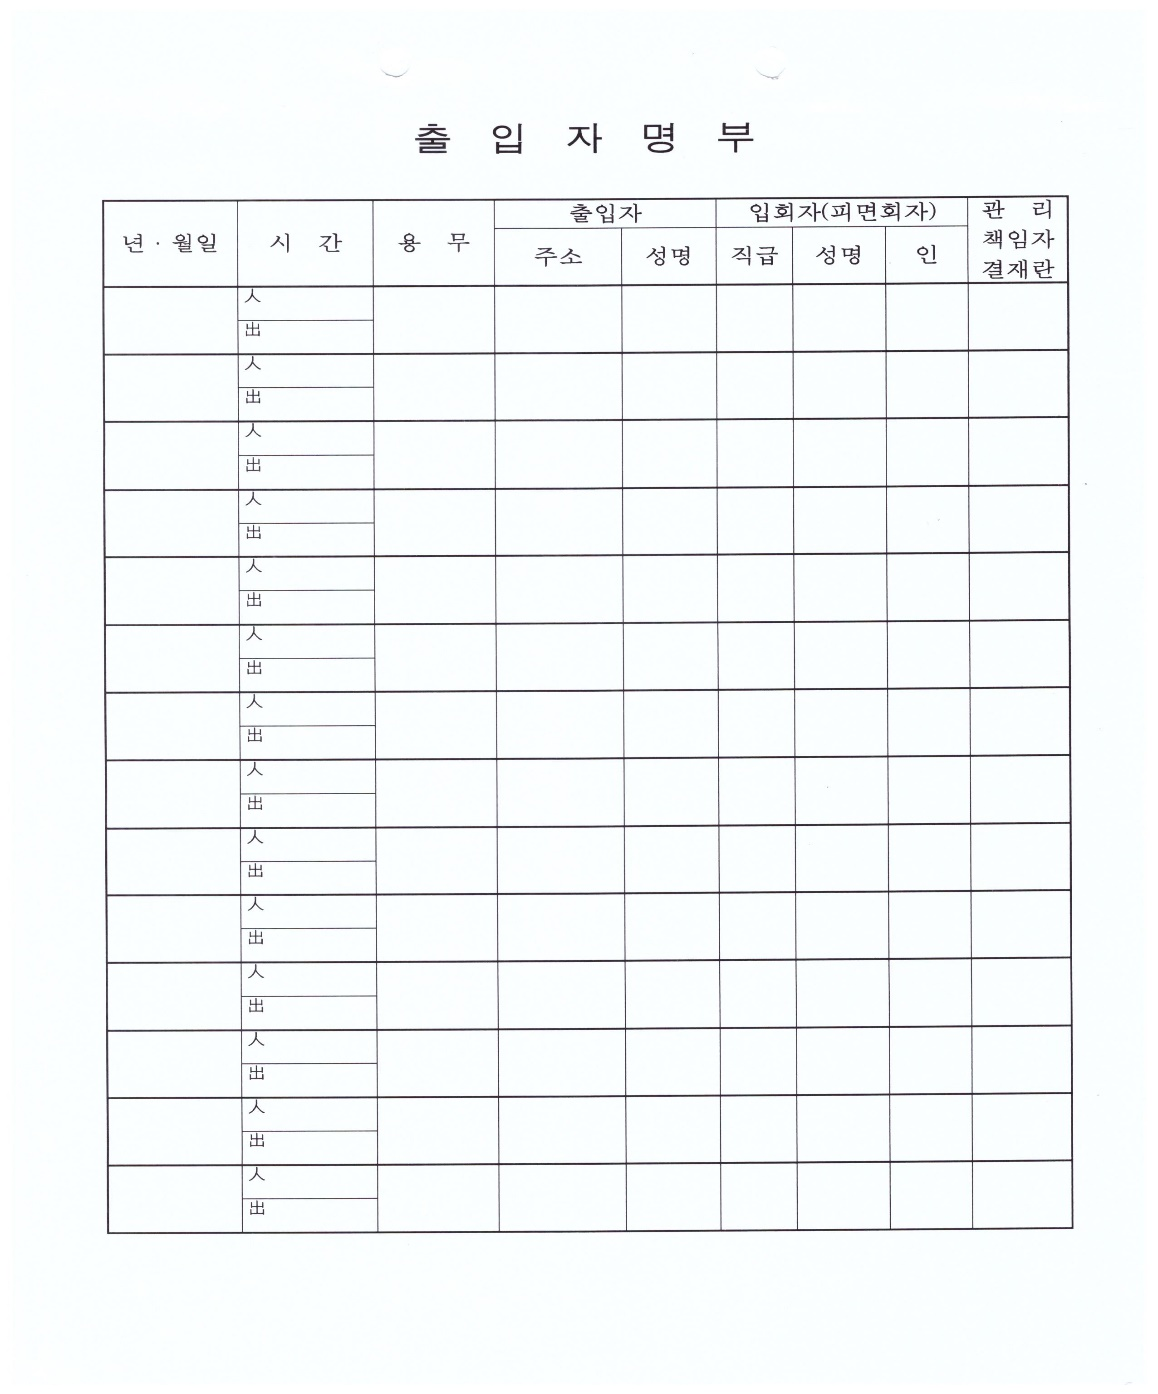 출 입 자 명 부
년·월일 시 간 용 무 출입자 입회자(피면회자) 관 리 책임자 결재란
주소 성명 직급 성명 인
人
出
人
出
人
出
人
出
人
出
人
出
人
出
人
出
人
出
人
出
人
出
人
出
人
出
人
出